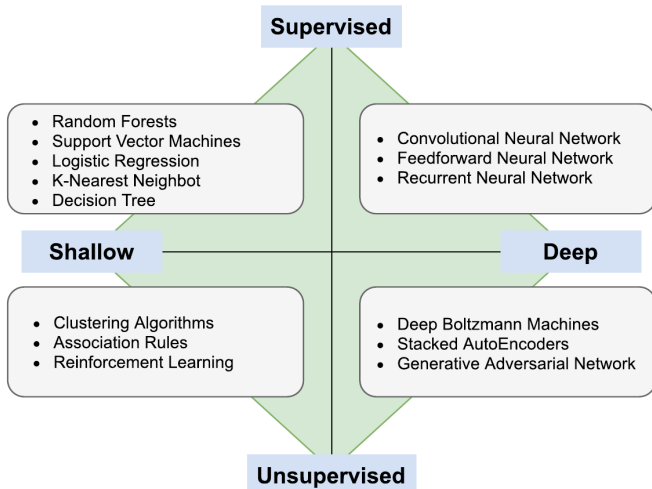 Supervised
• Random Forests
• Support Vector Machines
• Logistic Regression
• K-Nearest Neighbot
• Decision Tree
• Convolutional Neural Network
• Feedforward Neural Network
• Recurrent Neural Network
Shallow
Deep
• Clustering Algorithms
• Association Rules
• Reinforcement Learning
• Deep Boltzmann Machines
• Stacked AutoEncoders
• Generative Adversarial Network
Unsupervised